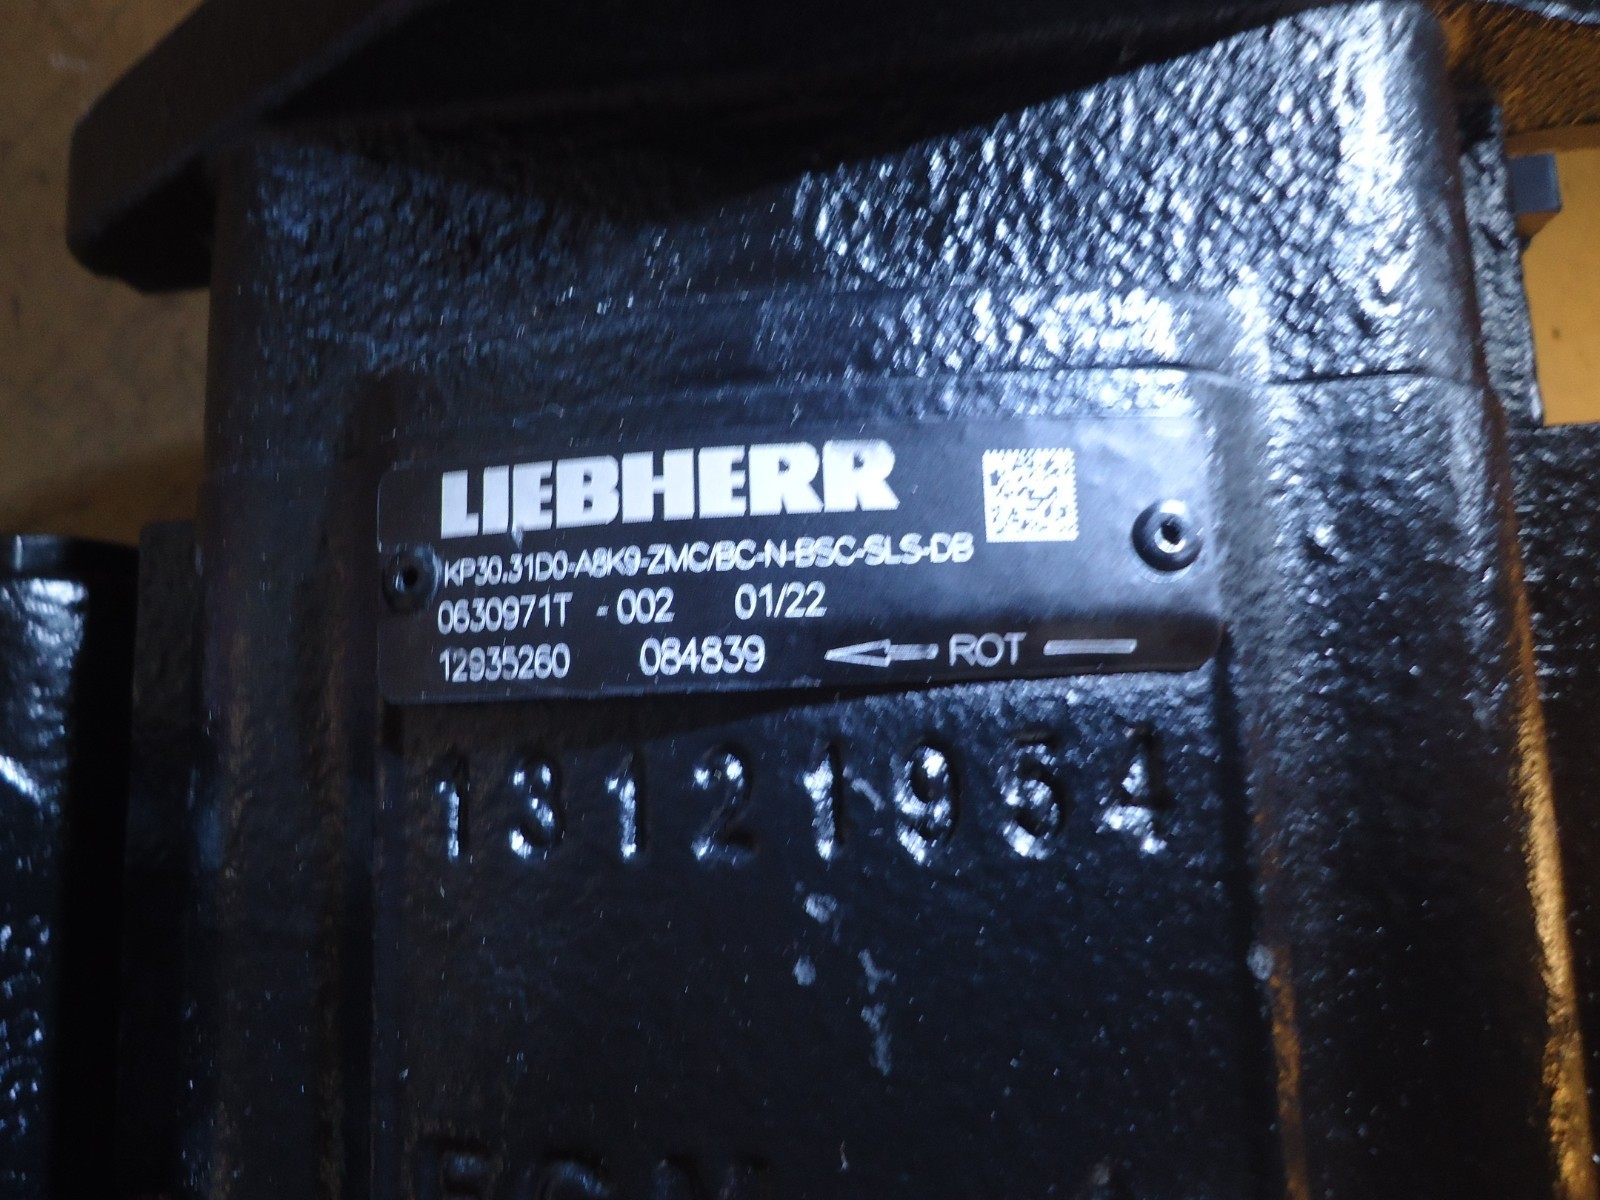 LIEBHERR
KP30.31D0-A8K9-ZMC/BC-N-BSC-SLS-DB
0630971T - 002 01/22
12935260 084839 ROT
13121954